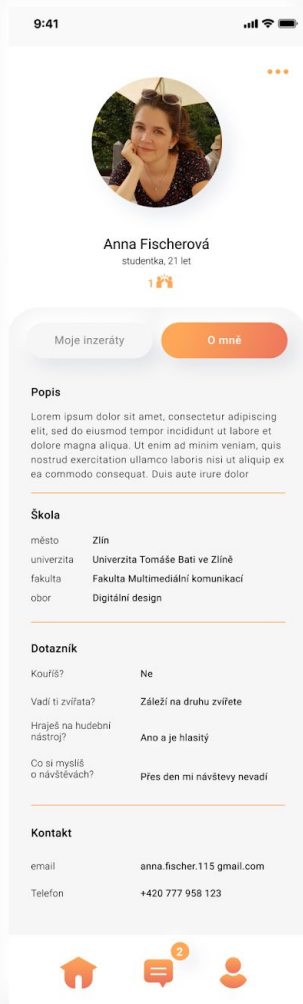 9:41
Anna Fischerová
studentka, 21 let
1
Moje inzeráty
O mně
Popis
Lorem ipsum dolor sit amet, consectetur adipiscing
elit, sed do eiusmod tempor incididunt ut labore et
dolore magna aliqua. Ut enim ad minim veniam, quis
nostrud exercitation ullamco laboris nisi ut aliquip ex
ea commodo consequat. Duis aute irure dolor
Škola
město Zlín
univerzita Univerzita Tomáše Bati ve Zlíně
fakulta Fakulta Multimediální komunikací
obor Digitální design
Dotazník
Kouříš? Ne
Vadí ti zvířata? Záleží na druhu zvířete
Hraješ na hudební
nástroj? Ano a je hlasitý
Co si myslíš
o návštěvách? Přes den mi návštevy nevadí
Kontakt
email anna.fischer.115 gmail.com
Telefon +420 777 958 123
2